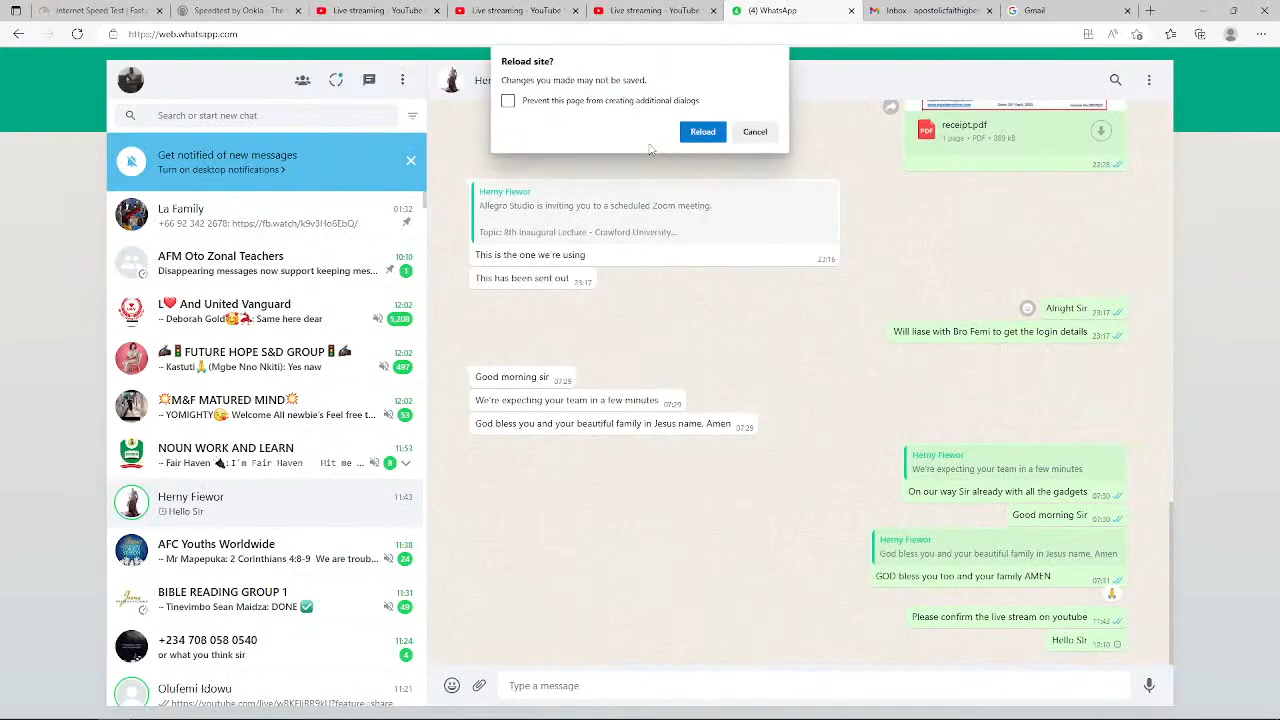 Internet Speed Test | Fast.
Speedtest by Ookla - The
Live streaming - YouTube
Live streaming - YouTube
Live streaming - YouTube
(4) WhatsApp
Inbox - apostolicfaithigbes
Gmail
https://web.whatsapp.com
Reload site?
Changes you made may not be saved.
Prevent this page from creating additional dialogs
Reload
Cancel
Search or start new chat
Get notified of new messages
Turn on desktop notifications >
La Family 01:32
+66 92 342 2678: https://fb.watch/k9v3Ho6EbQ/
AFM Oto Zonal Teachers 10:10
Disappearing messages now support keeping mes... 1
L❤️ And United Vanguard 12:02
~ Deborah Gold🥰💃: Same here dear 5,208
✍🏿🚦FUTURE HOPE S&D GROUP🚦✍🏿 12:02
~ Kastuti🙏(Mgbe Nno Nkiti): Yes naw 497
💥M&F MATURED MIND💥 12:02
~ YOMIGHTY😋: Welcome All newbie's Feel free t... 53
NOUN WORK AND LEARN 11:53
~ Fair Haven: I'm Fair Haven Hit me ... 8
Herny Fiewor 11:43
Hello Sir
AFC Youths Worldwide 11:38
~ Mr Mapepuka: 2 Corinthians 4:8-9 We are troub... 24
BIBLE READING GROUP 1 11:31
~ Tinevimbo Sean Maidza: DONE ✅ 49
+234 708 058 0540 11:24
or what you think sir 4
Olufemi Idowu 11:21
Her
receipt.pdf
PDF
1 page • PDF • 269 kB
22:28
Herny Fiewor
Allegro Studio is inviting you to a scheduled Zoom meeting.
Topic: 8th Inaugural Lecture - Crawford University...
This is the one we're using 23:16
This has been sent out 23:17
Alright Sir 23:17
Will liase with Bro Femi to get the login details 23:17
Good morning sir 07:29
We're expecting your team in a few minutes 07:29
God bless you and your beautiful family in Jesus name. Amen 07:29
Herny Fiewor
We're expecting your team in a few minutes
On our way Sir already with all the gadgets 07:30
Good morning Sir 07:30
Herny Fiewor
God bless you and your beautiful family in Jesus name, Amen
GOD bless you too and your family AMEN 07:31
🙏
Please confirm the live stream on youtube 11:43
Hello SIr 12:10
Type a message